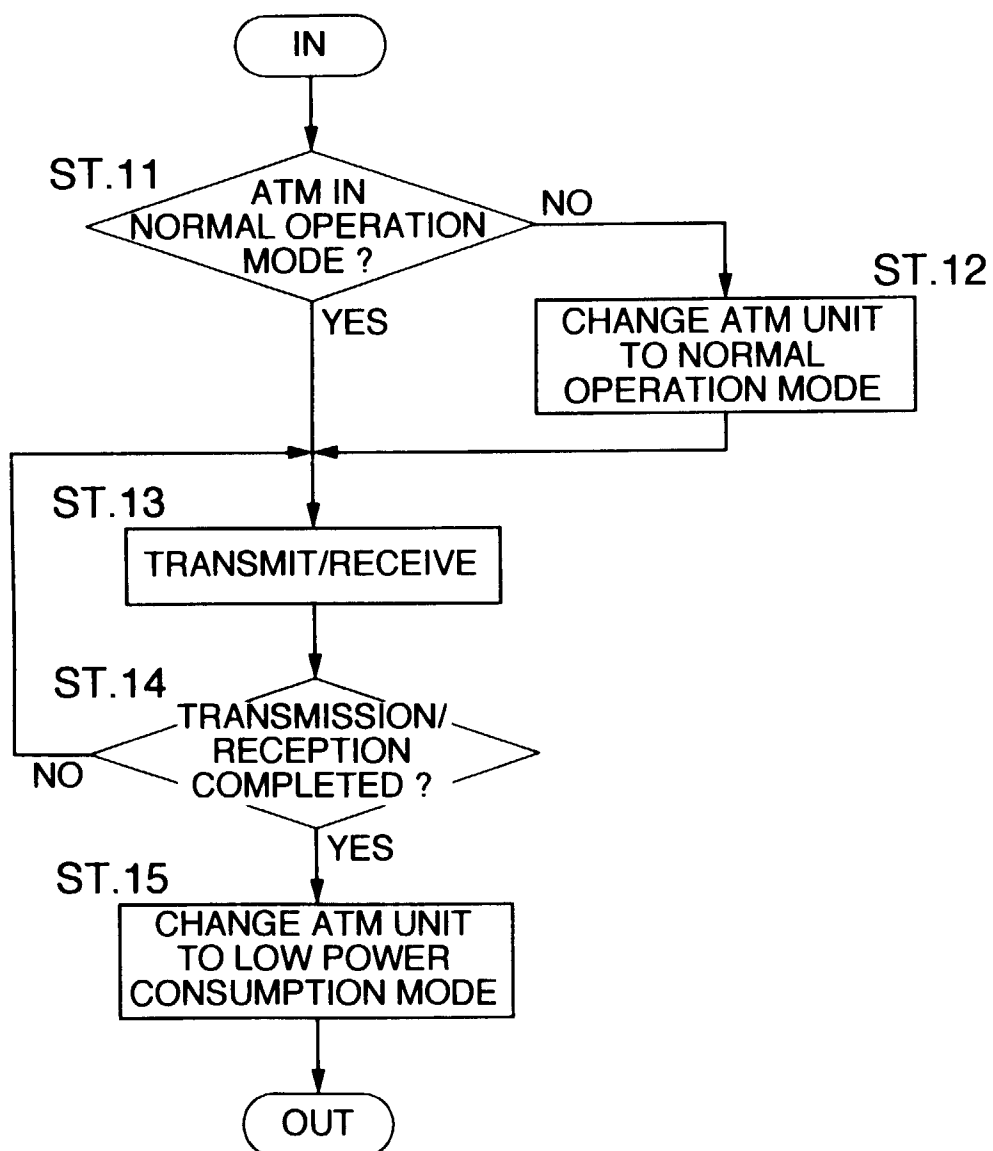 IN
ST.11
ATM IN
NORMAL OPERATION
MODE ?
NO
YES
ST.12
CHANGE ATM UNIT
TO NORMAL
OPERATION MODE
ST.13
TRANSMIT/RECEIVE
ST.14
TRANSMISSION/
RECEPTION
COMPLETED ?
NO
YES
ST.15
CHANGE ATM UNIT
TO LOW POWER
CONSUMPTION MODE
OUT